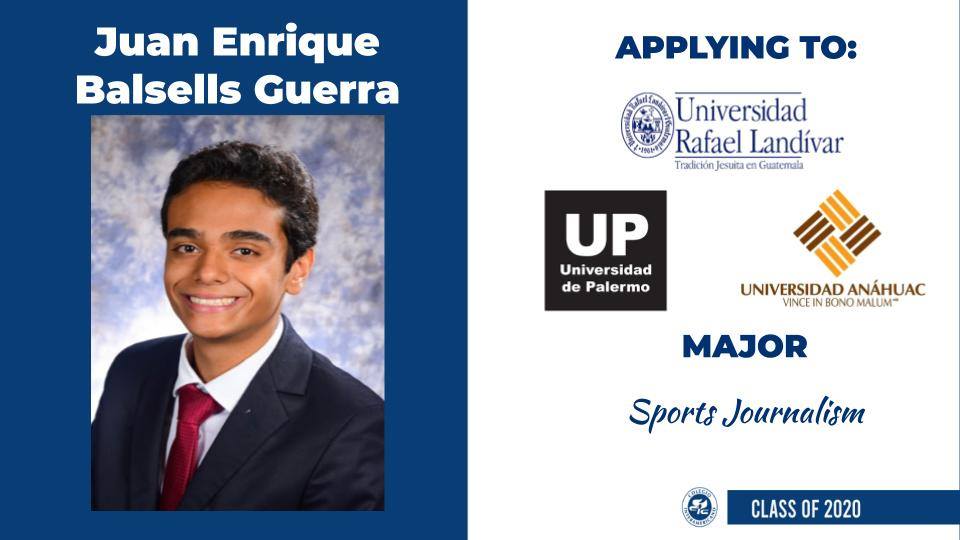 Juan Enrique
Balsells Guerra
APPLYING TO:
Universidad
Rafael Landívar
Tradición Jesuita en Guatemala
UP
Universidad
de Palermo
UNIVERSIDAD ANÁHUAC
VINCE IN BONO MALUM
MAJOR
Sports Journalism
CLASS OF 2020